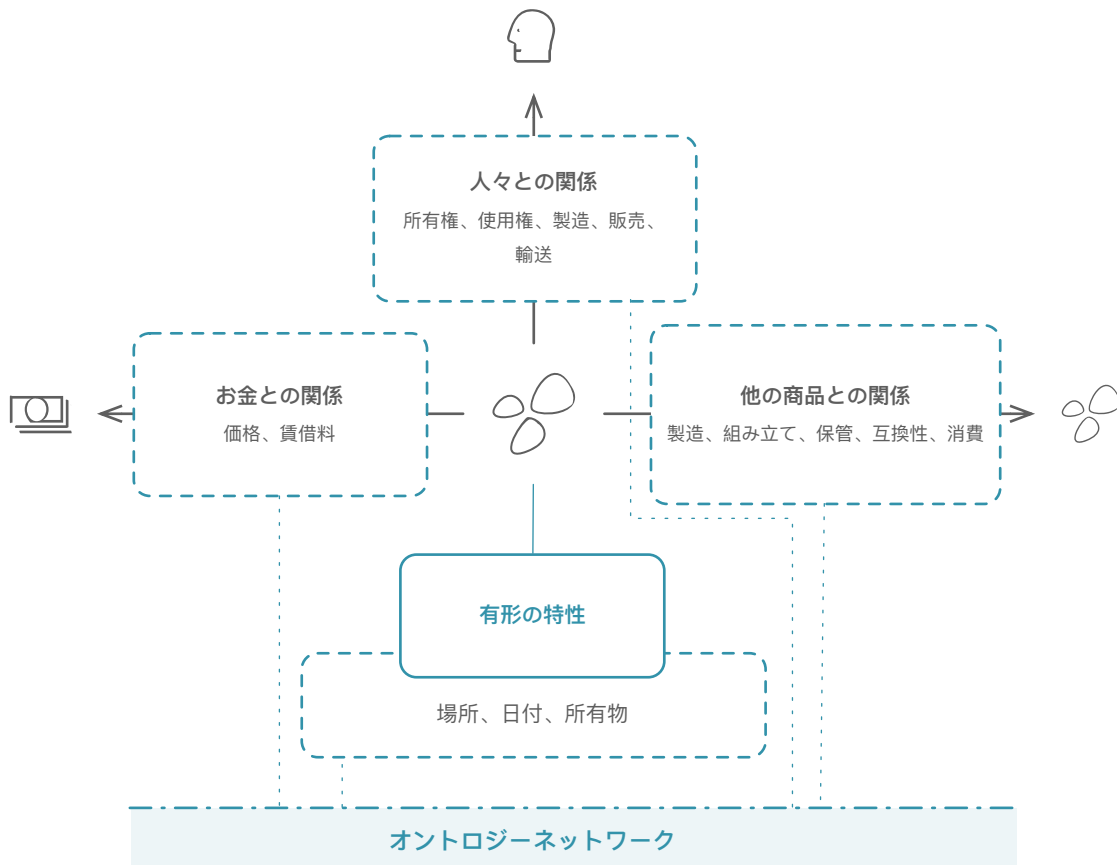 人々との関係
所有権、使用権、製造、販売、
輸送
お金との関係
価格、賃借料
他の商品との関係
製造、組み立て、保管、互換性、消費
有形の特性
場所、日付、所有物
オントロジーネットワーク